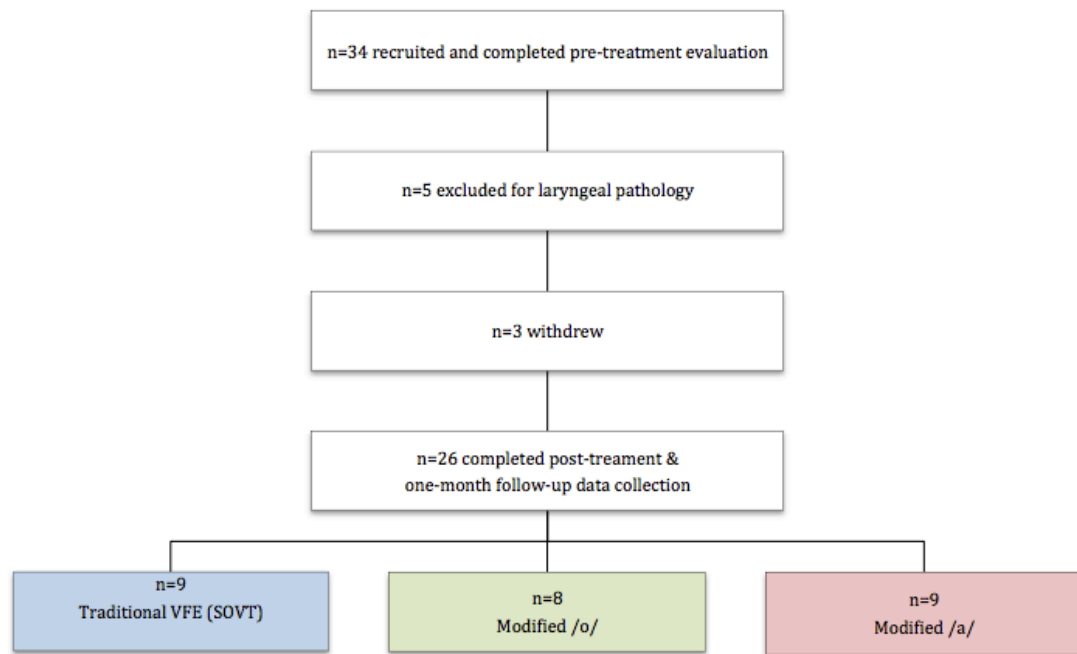 n=34 recruited and completed pre-treatment evaluation
n=5 excluded for laryngeal pathology
n=3 withdrew
n=26 completed post-treament &
one-month follow-up data collection
n=9
Traditional VFE (SOVT)
n=8
Modified /o/
n=9
Modified /a/